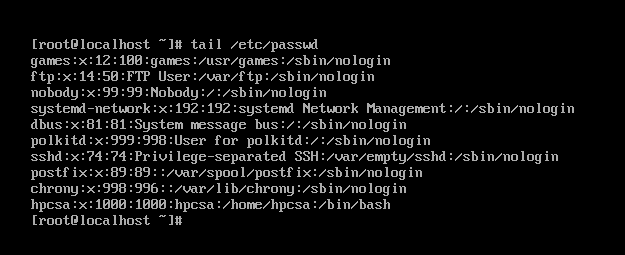 [root@localhost ~]# tail /etc/passwd
games:x:12:100:games:/usr/games:/sbin/nologin
ftp:x:14:50:FTP User:/var/ftp:/sbin/nologin
nobody:x:99:99:Nobody:/:/sbin/nologin
systemd-network:x:192:192:systemd Network Management:/:/sbin/nologin
dbus:x:81:81:System message bus:/:/sbin/nologin
polkitd:x:999:998:User for polkitd:/:/sbin/nologin
sshd:x:74:74:Privilege-separated SSH:/var/empty/sshd:/sbin/nologin
postfix:x:89:89::/var/spool/postfix:/sbin/nologin
chrony:x:998:996::/var/lib/chrony:/sbin/nologin
hpcsa:x:1000:1000:hpcsa:/home/hpcsa:/bin/bash
[root@localhost ~]#